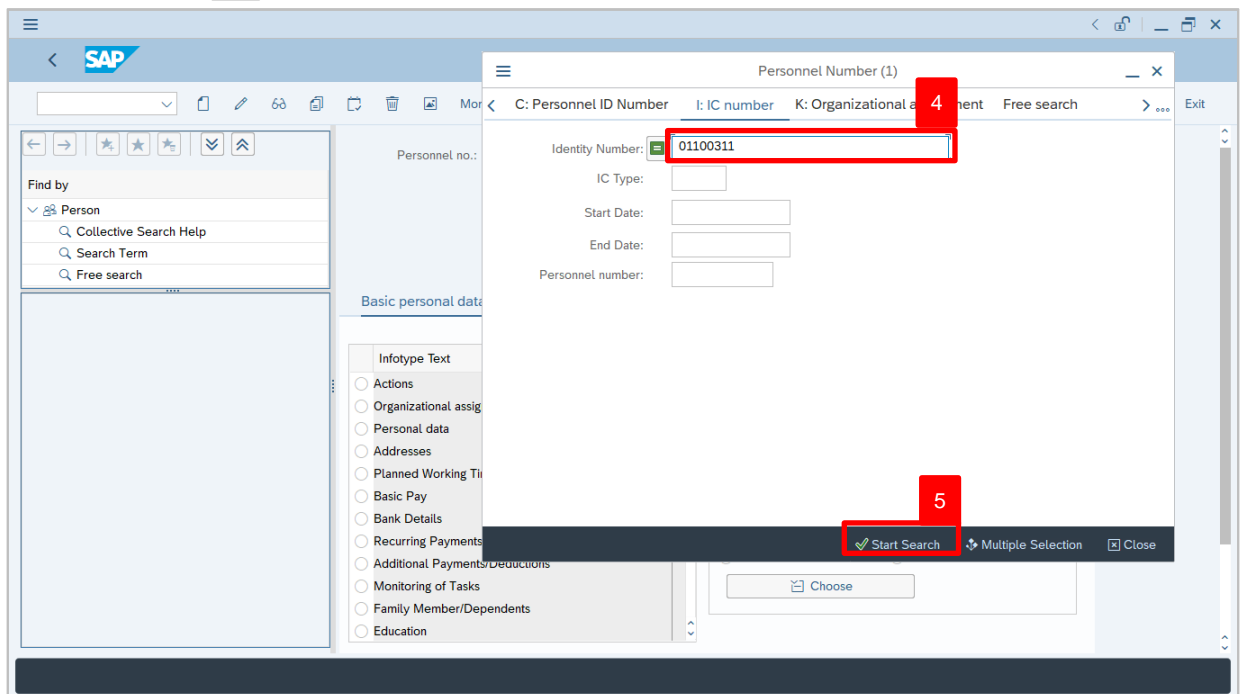 SAP
Mor
Exit
Find by
Person
Collective Search Help
Search Term
Free search
Personnel no.:
Basic personal data
Infotype Text
Actions
Organizational assig
Personal data
Addresses
Planned Working Ti
Basic Pay
Bank Details
Recurring Payments
Additional Payments/Deductions
Monitoring of Tasks
Family Member/Dependents
Education
Choose
Personnel Number (1)
C: Personnel ID Number I: IC number K: Organizational a ment Free search
4
Identity Number: 01100311
IC Type:
Start Date:
End Date:
Personnel number:
5
Start Search Multiple Selection Close